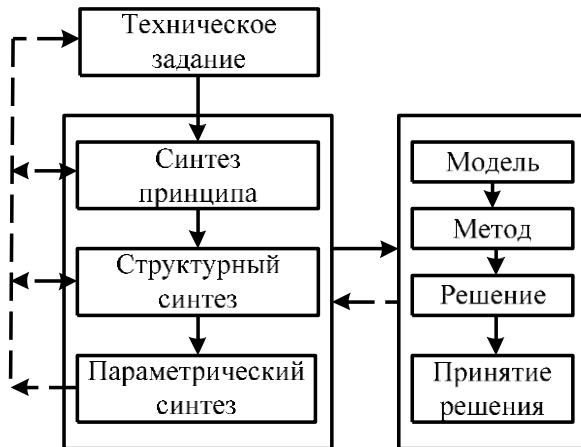 Техническое
задание
Синтез
принципа
Структурный
синтез
Параметрический
синтез
Модель
Метод
Решение
Принятие
решения